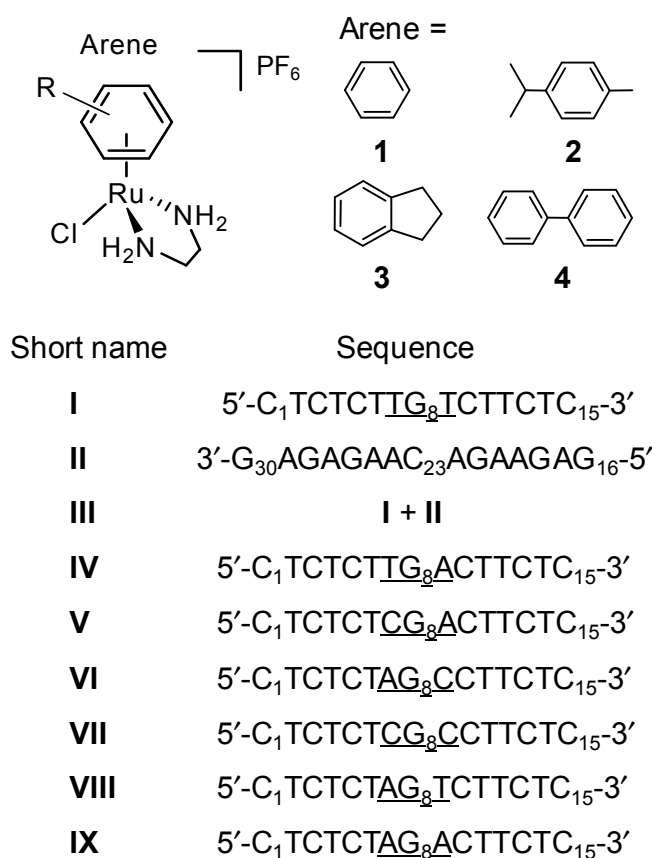 Arene
R
PF₆
Ru
Cl
NH₂
H₂N
Arene =
1
2
3
4
Short name Sequence
I 5′-C₁TCTCTTG₈TCTTCTC₁₅-3′
II 3′-G₃₀AGAGAAC₂₃AGAAGAG₁₆-5′
III I + II
IV 5′-C₁TCTCTTG₈ACTTCTC₁₅-3′
V 5′-C₁TCTCTCG₈ACTTCTC₁₅-3′
VI 5′-C₁TCTCTAG₈CCTTCTC₁₅-3′
VII 5′-C₁TCTCTCG₈CCTTCTC₁₅-3′
VIII 5′-C₁TCTCTAG₈TCTTCTC₁₅-3′
IX 5′-C₁TCTCTAG₈ACTTCTC₁₅-3′